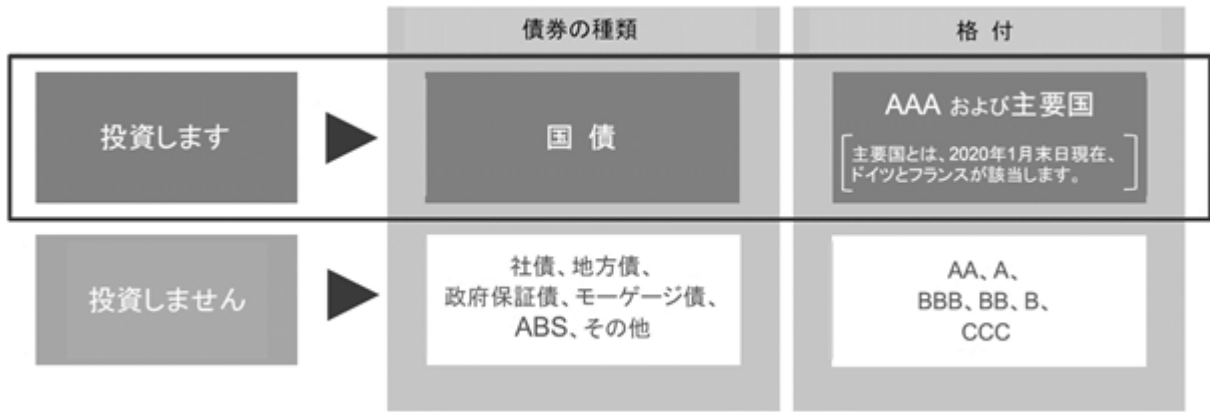 債券の種類
格 付
投資します
国 債
AAA および主要国
主要国とは、2020年1月末日現在、
ドイツとフランスが該当します。
投資しません
社債、地方債、
政府保証債、モーゲージ債、
ABS、その他
AA、A、
BBB、BB、B、
CCC